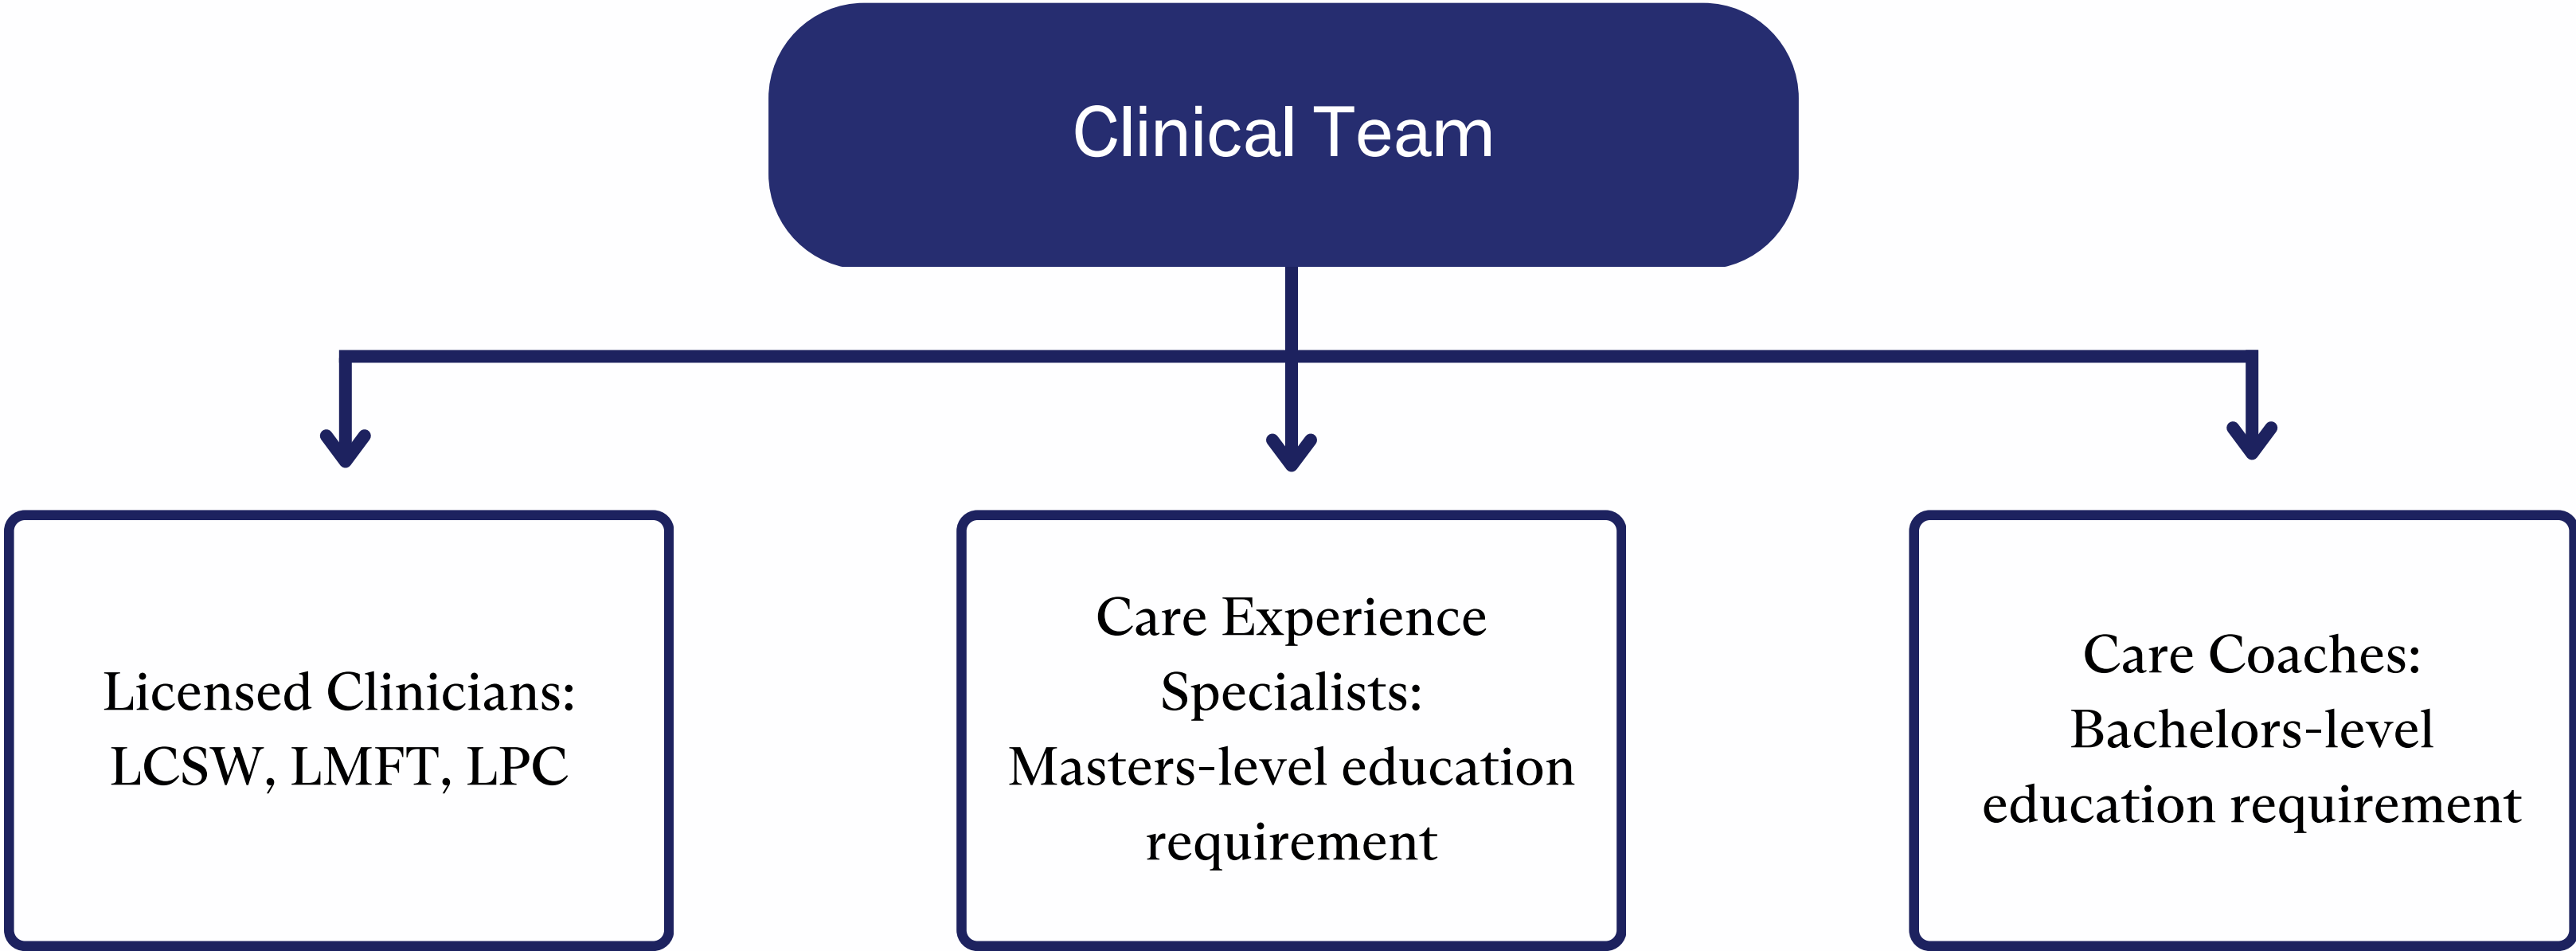 Clinical Team
Licensed Clinicians:
LCSW, LMFT, LPC
Care Experience
Specialists:
Masters-level education
requirement
Care Coaches:
Bachelors-level
education requirement